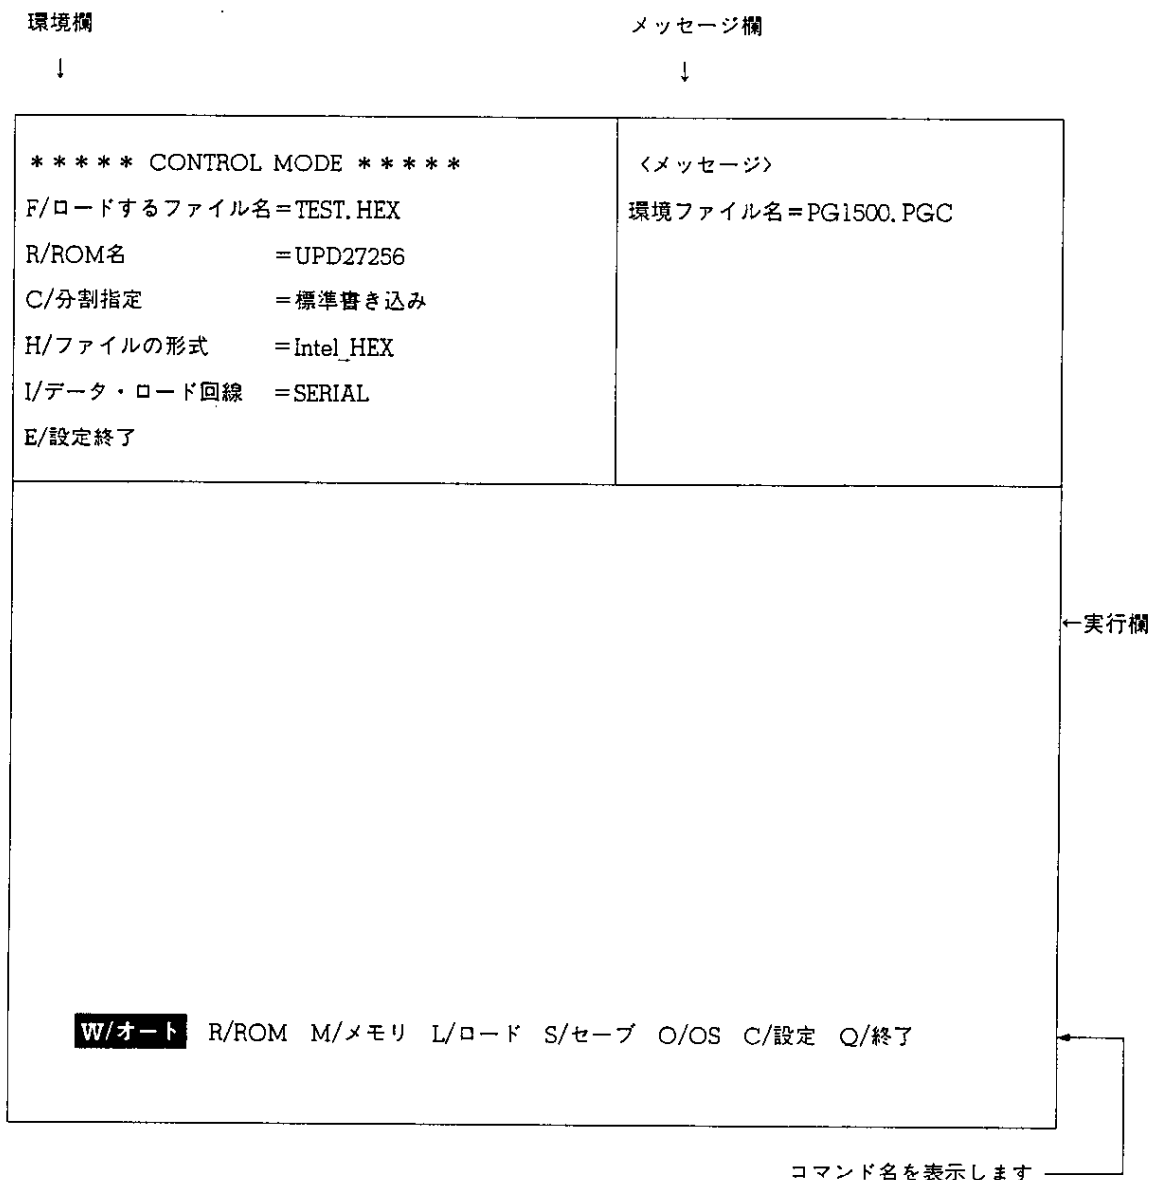 環境欄
メッセージ欄
↓
↓
***** CONTROL MODE *****
F/ロードするファイル名=TEST.HEX
R/ROM名 =UPD27256
C/分割指定 =標準書き込み
H/ファイルの形式 =Intel_HEX
I/データ・ロード回線 =SERIAL
E/設定終了
〈メッセージ〉
環境ファイル名=PG1500.PGC
←実行欄
W/オート R/ROM M/メモリ L/ロード S/セーブ O/OS C/設定 Q/終了
コマンド名を表示します